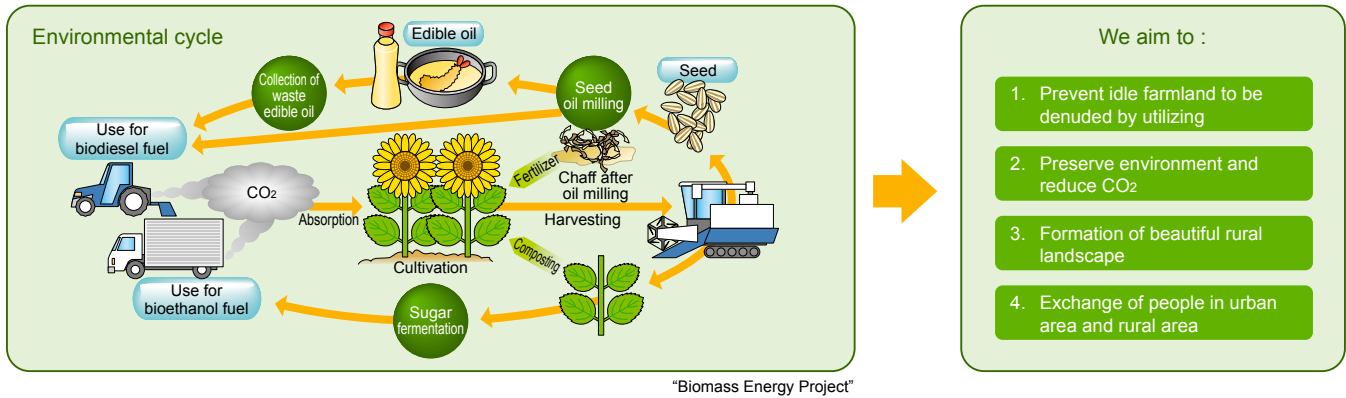 Environmental cycle
Edible oil
Collection of
waste
edible oil
Seed
oil milling
Seed
Use for
biodiesel fuel
CO₂
Absorption
Fertilizer
Chaff after
oil milling
Harvesting
Cultivation
Composting
Use for
bioethanol fuel
Sugar
fermentation
We aim to :
1. Prevent idle farmland to be
denuded by utilizing
2. Preserve environment and
reduce CO₂
3. Formation of beautiful rural
landscape
4. Exchange of people in urban
area and rural area
“Biomass Energy Project”